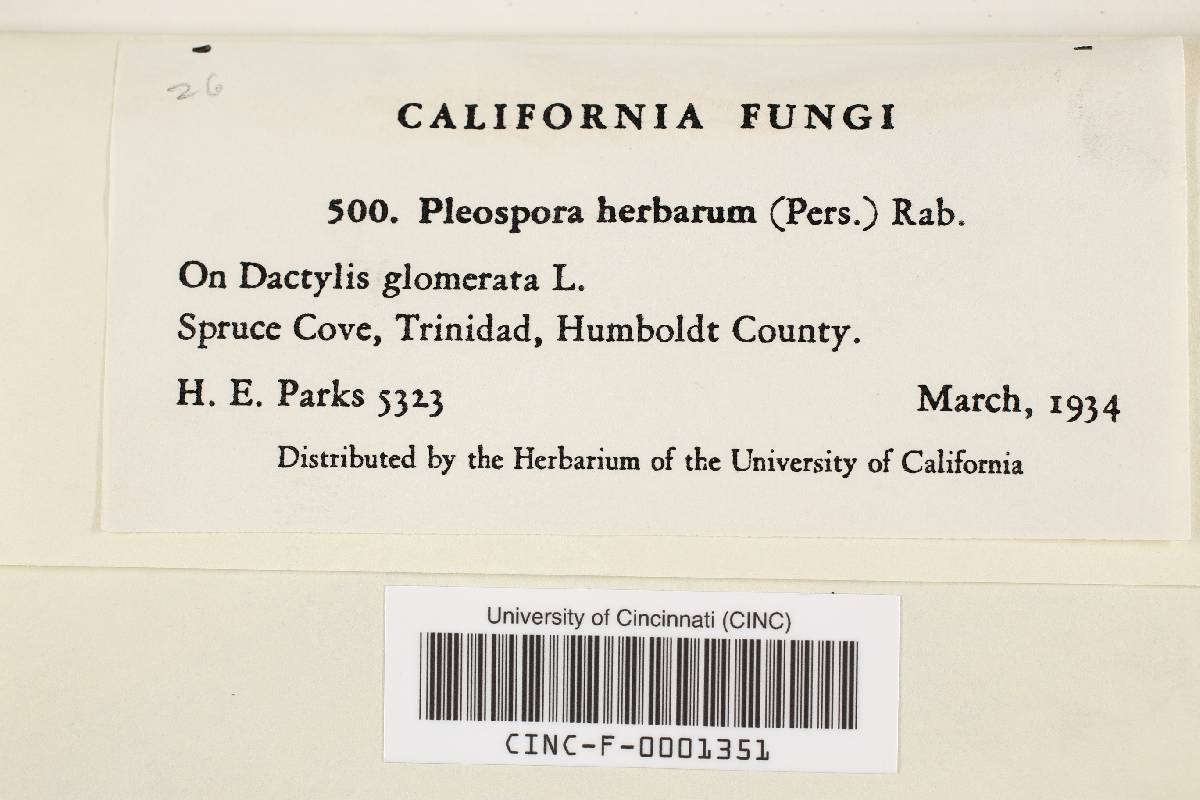 26
CALIFORNIA FUNGI
500. Pleospora herbarum (Pers.) Rab.
On Dactylis glomerata L.
Spruce Cove, Trinidad, Humboldt County.
H. E. Parks 5323 March, 1934
Distributed by the Herbarium of the University of California
University of Cincinnati (CINC)
CINC-F-0001351